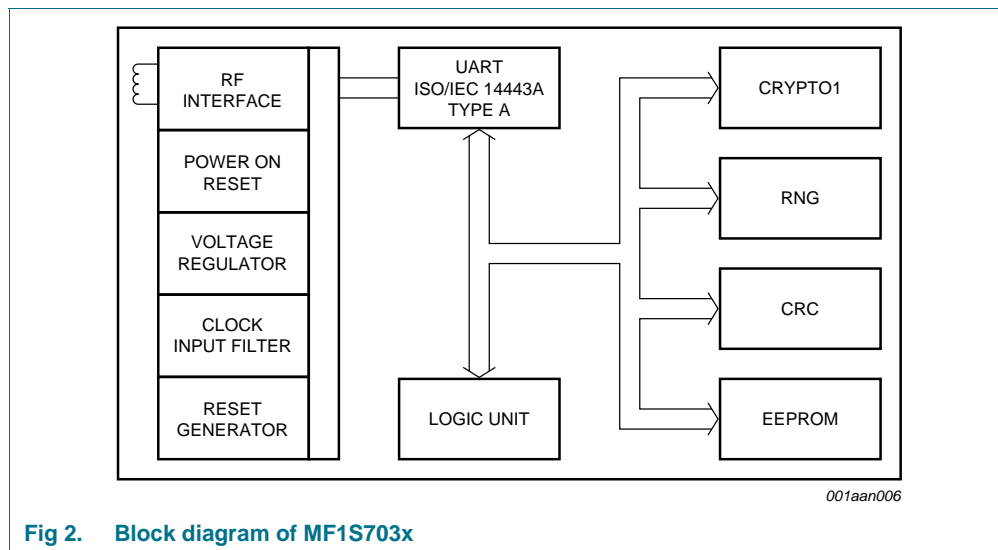 RF
INTERFACE
POWER ON
RESET
VOLTAGE
REGULATOR
CLOCK
INPUT FILTER
RESET
GENERATOR
UART
ISO/IEC 14443A
TYPE A
LOGIC UNIT
CRYPTO1
RNG
CRC
EEPROM
001aan006
Fig 2. Block diagram of MF1S703x